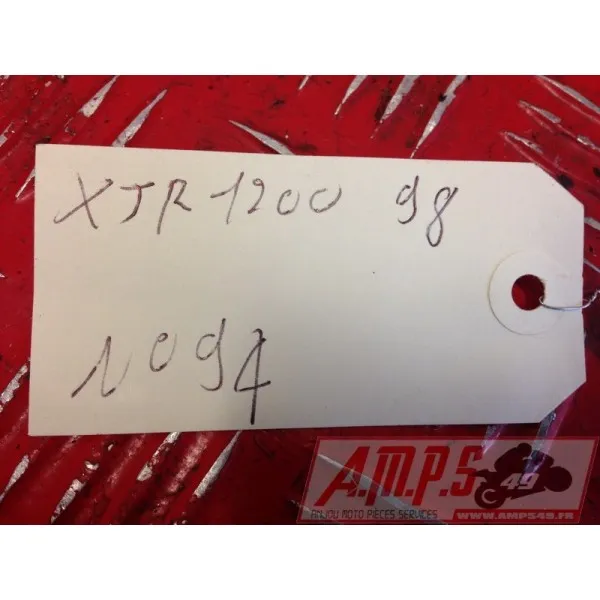 XJR 1200 98
1094
A.M.P.S 49
ANJOU MOTO PIÈCES SERVICES
WWW.AMPS49.FR